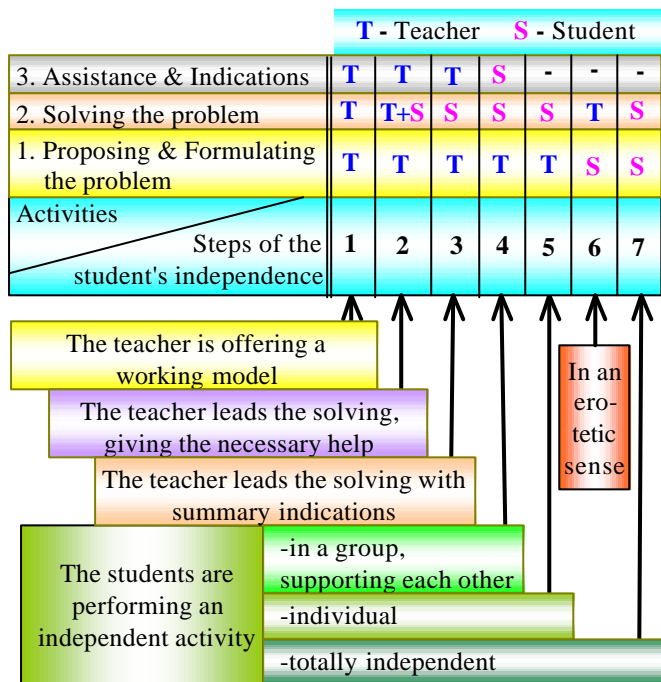 T - Teacher S - Student
3. Assistance & Indications T T T S - - -
2. Solving the problem T T+S S S S T S
1. Proposing & Formulating
the problem T T T T T S S
Activities
Steps of the
student's independence 1 2 3 4 5 6 7
The teacher is offering a
working model
The teacher leads the solving,
giving the necessary help
The teacher leads the solving with
summary indications
In an
ero-
tetic
sense
The students are
performing an
independent activity
-in a group,
supporting each other
-individual
-totally independent